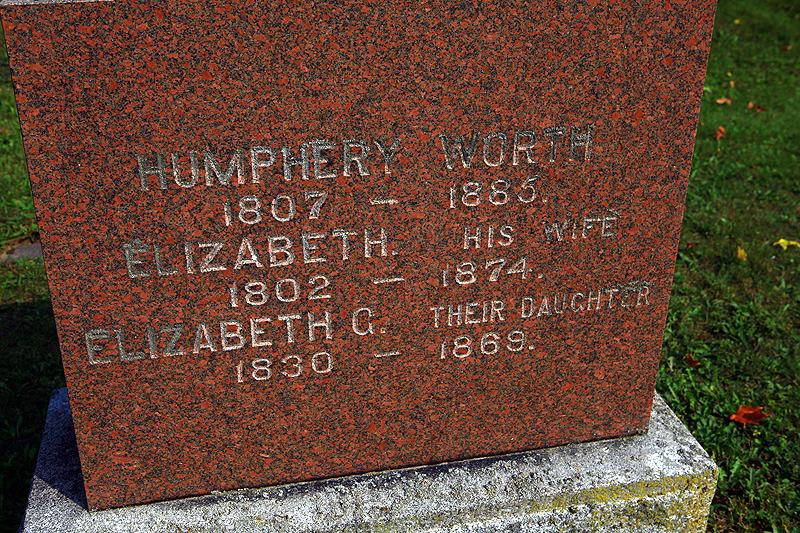 HUMPHERY WORTH
1807 — 1885.
ELIZABETH. HIS WIFE
1802 — 1874.
ELIZABETH G. THEIR DAUGHTER
1830 — 1869.